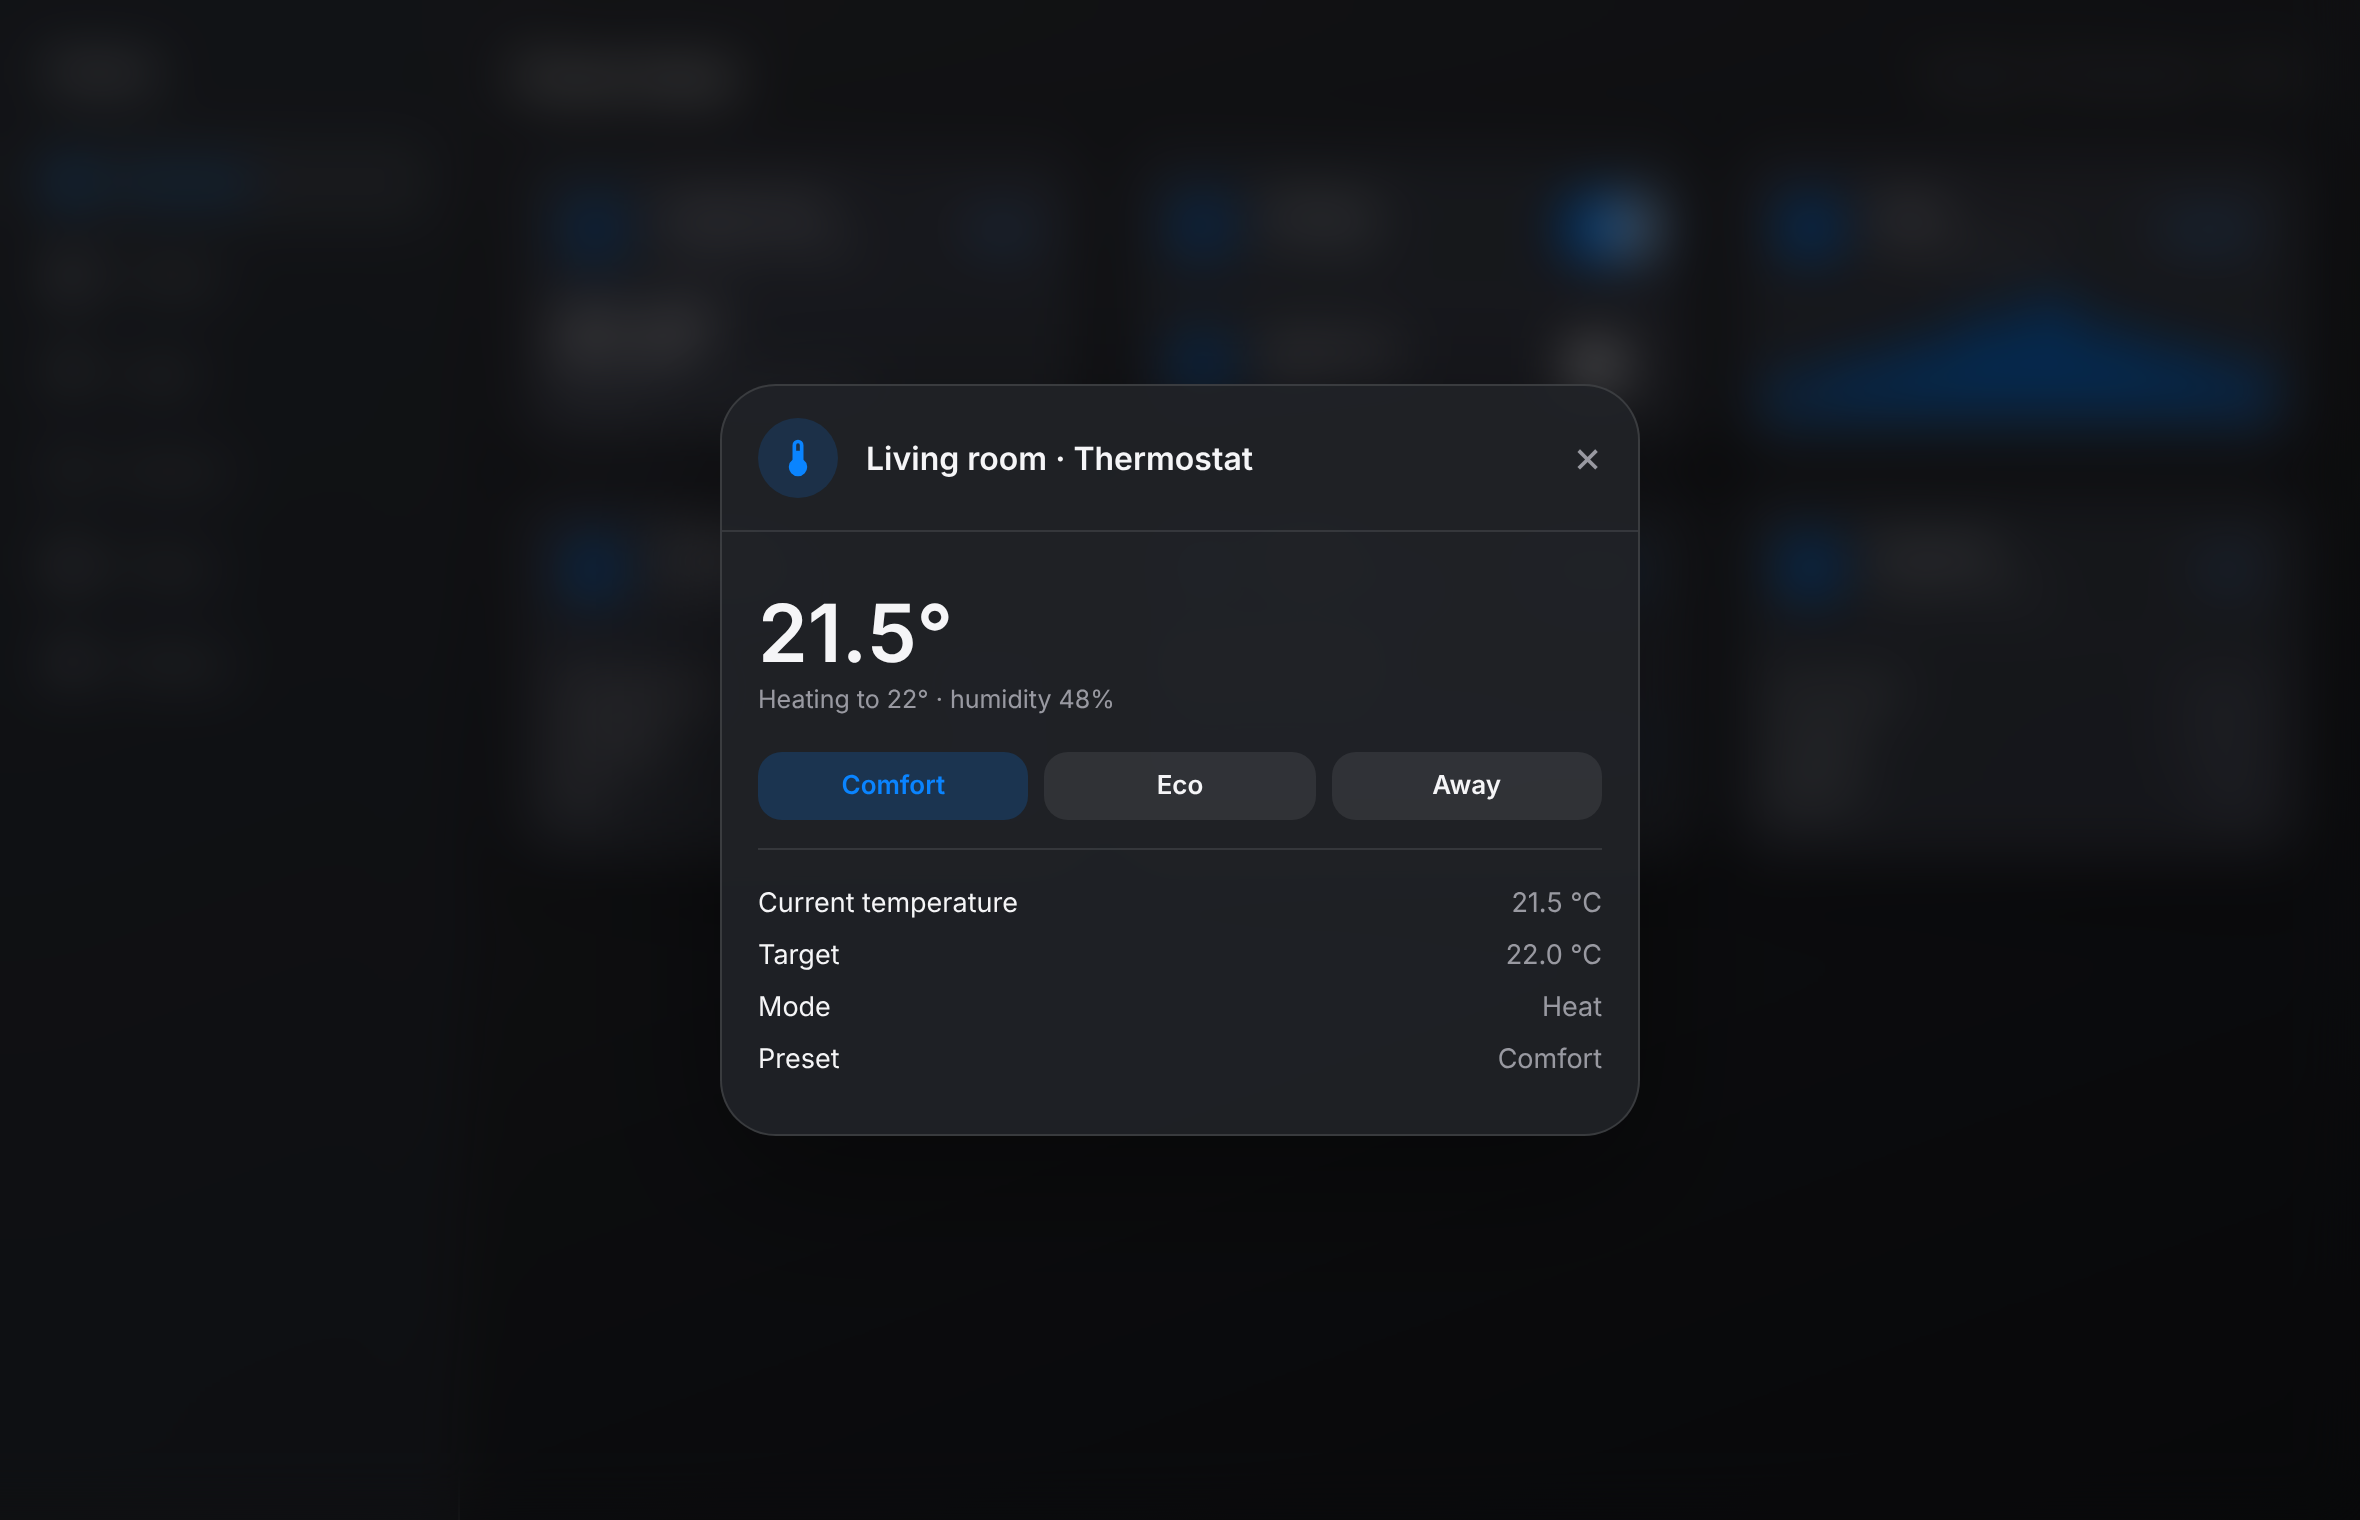 Living room · Thermostat
21.5°
Heating to 22° · humidity 48%
Comfort Eco Away
Current temperature 21.5 °C
Target 22.0 °C
Mode Heat
Preset Comfort